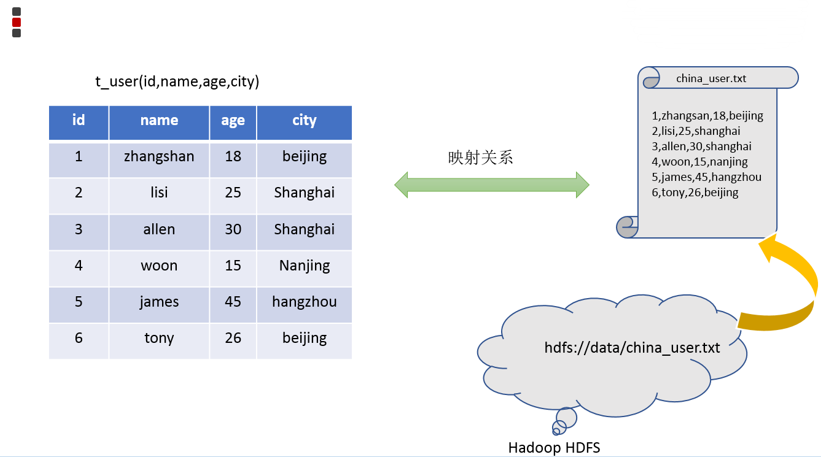 t_user(id,name,age,city)
id name age city
1 zhangshan 18 beijing
2 lisi 25 Shanghai
3 allen 30 Shanghai
4 woon 15 Nanjing
5 james 45 hangzhou
6 tony 26 beijing
映射关系
china_user.txt
1,zhangsan,18,beijing
2,lisi,25,shanghai
3,allen,30,shanghai
4,woon,15,nanjing
5,james,45,hangzhou
6,tony,26,beijing
hdfs://data/china_user.txt
Hadoop HDFS